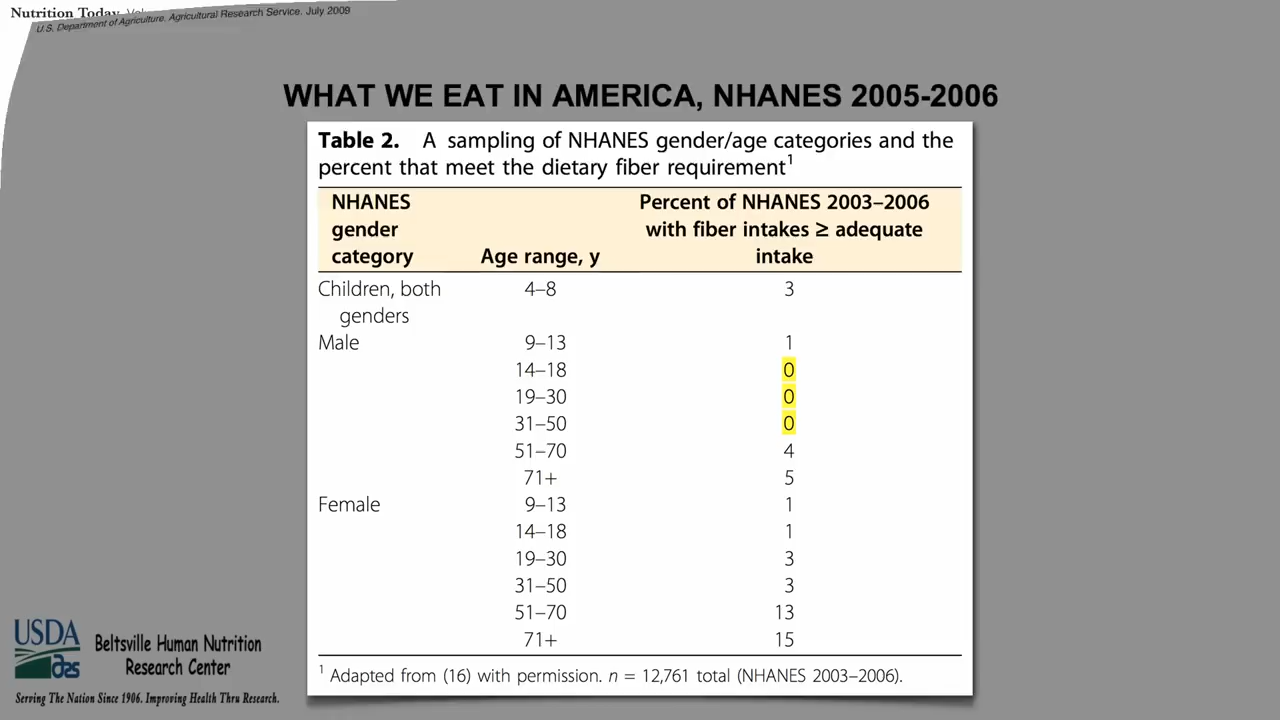 Nutrition Today
U.S. Department of Agriculture, Agricultural Research Service. July 2009
WHAT WE EAT IN AMERICA, NHANES 2005-2006
Table 2. A sampling of NHANES gender/age categories and the
percent that meet the dietary fiber requirement1
NHANES gender category Age range, y Percent of NHANES 2003–2006 with fiber intakes ≥ adequate intake
Children, both genders 4–8 3
Male 9–13 1
14–18 0
19–30 0
31–50 0
51–70 4
71+ 5
Female 9–13 1
14–18 1
19–30 3
31–50 3
51–70 13
71+ 15
1 Adapted from (16) with permission. n = 12,761 total (NHANES 2003–2006).
USDA
ars
Beltsville Human Nutrition
Research Center
Serving The Nation Since 1906. Improving Health Thru Research.